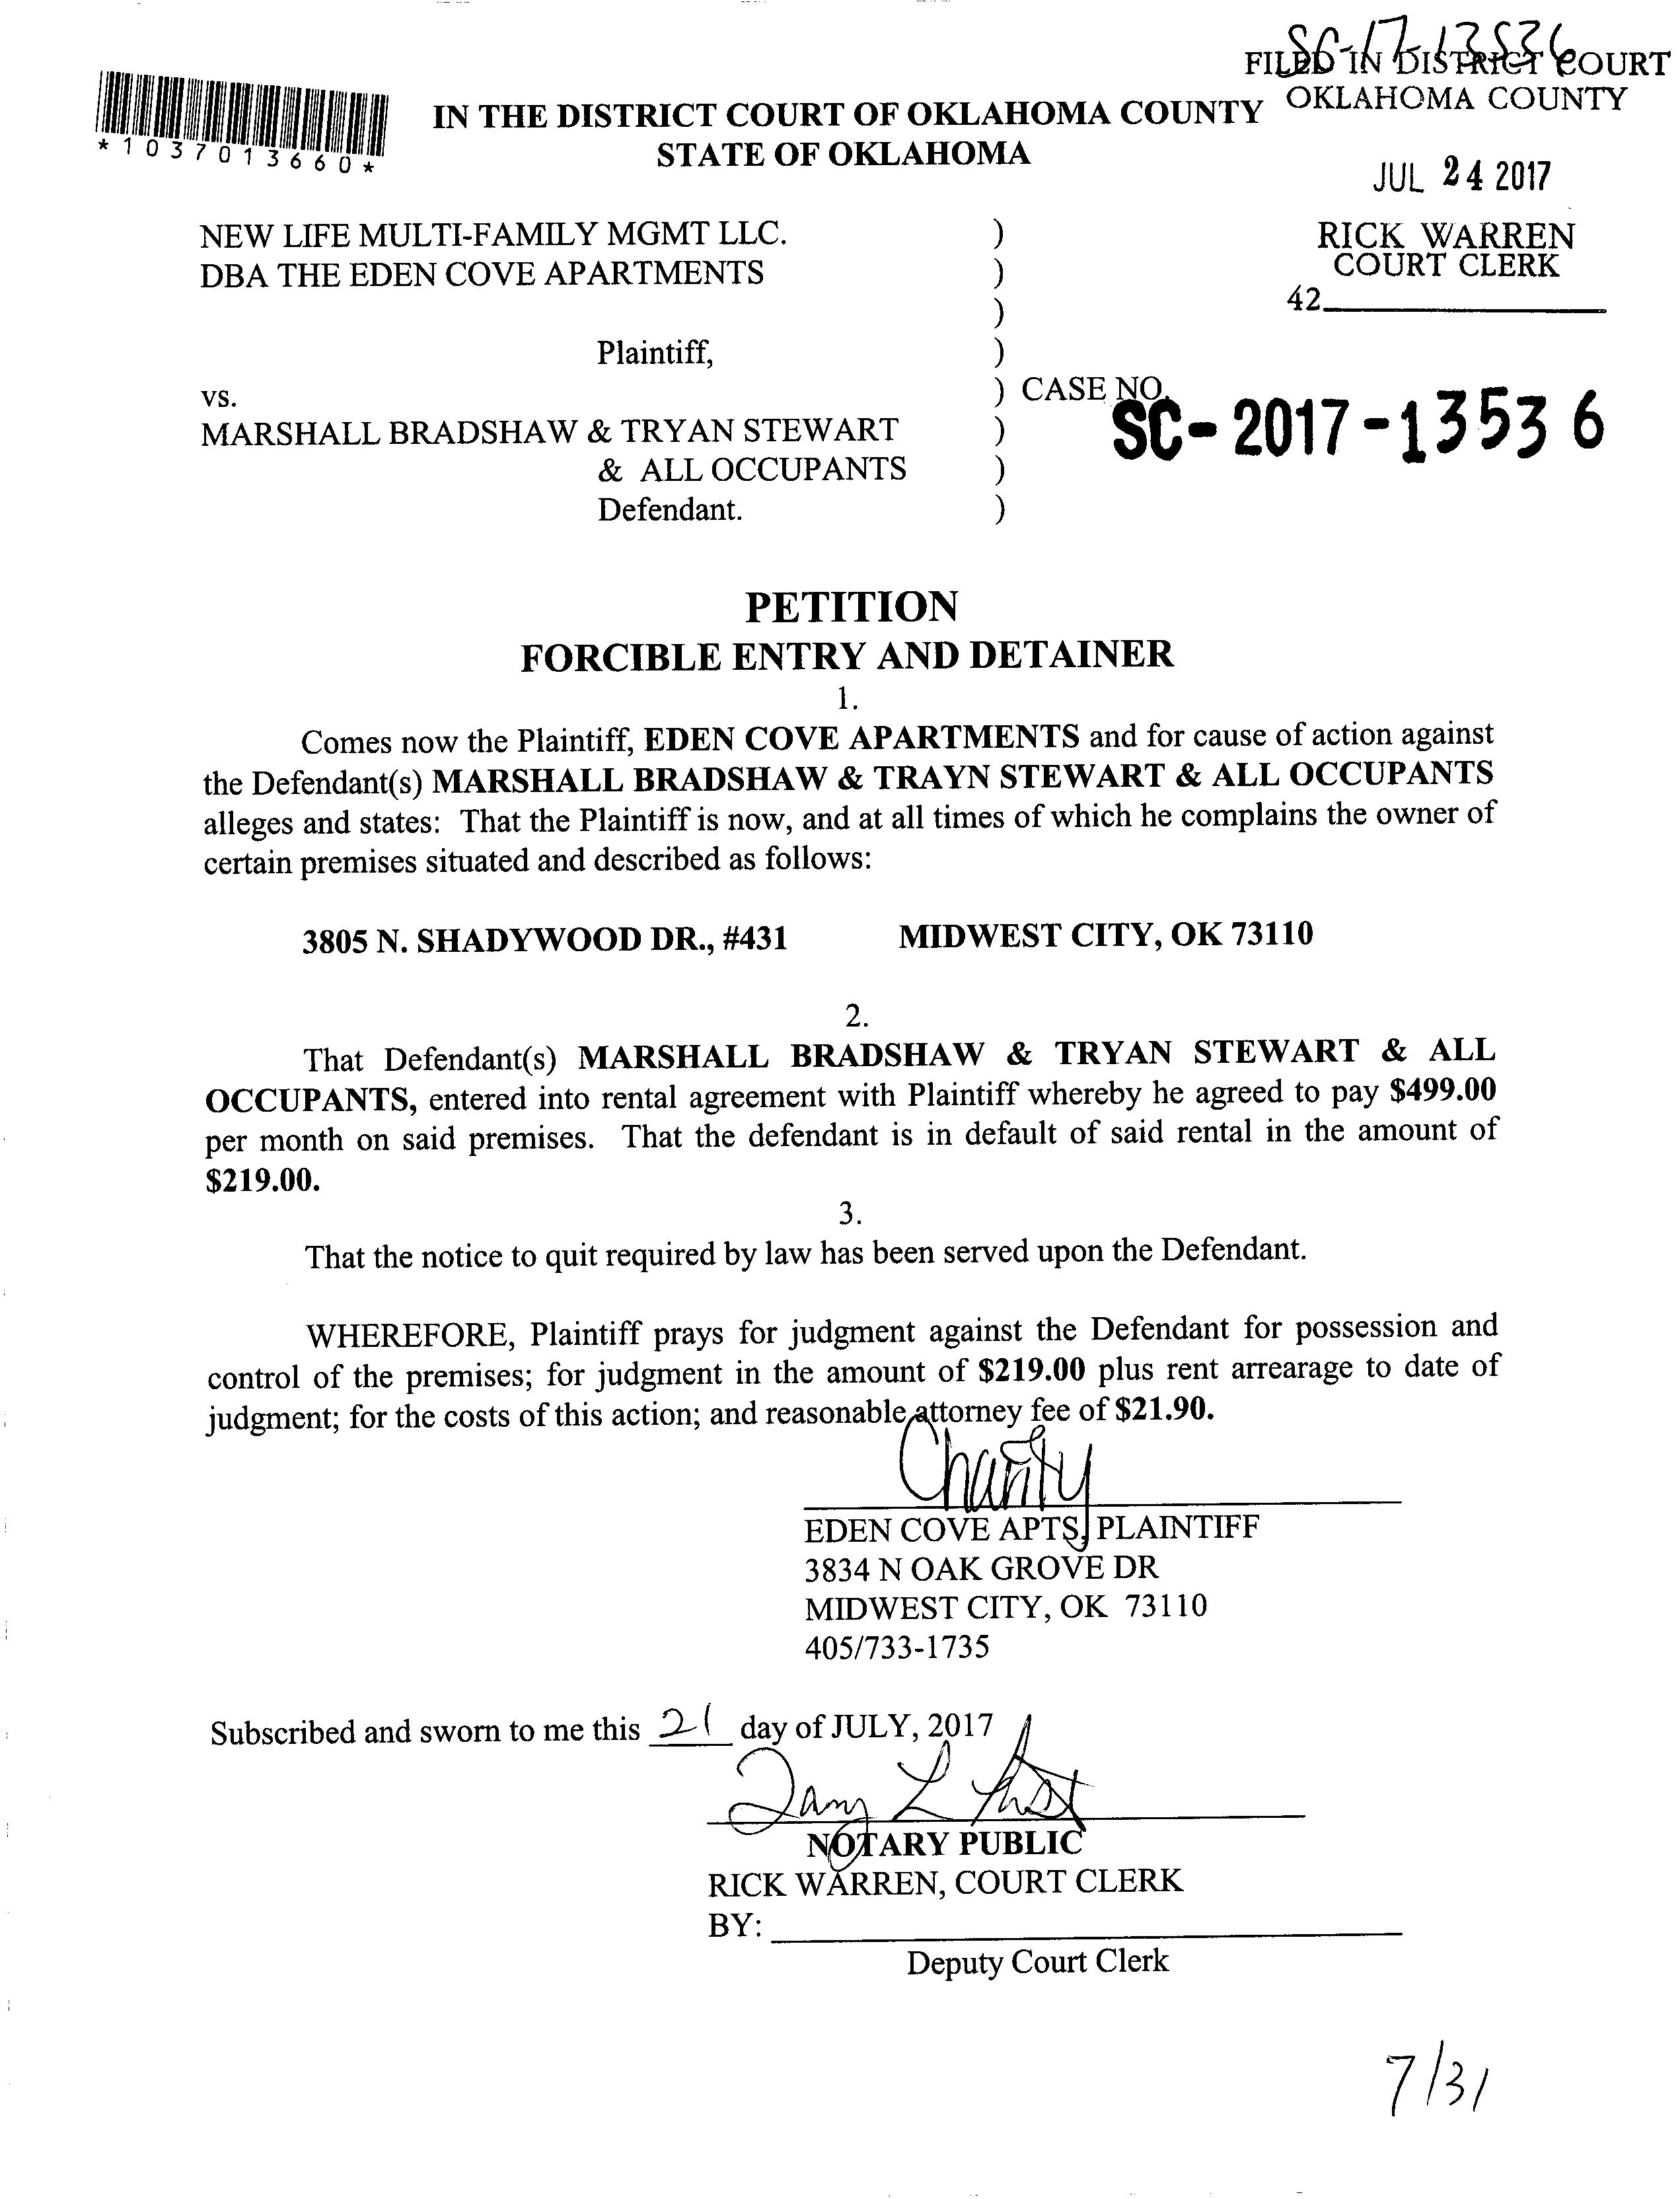 SC-17-13536
FILED IN DISTRICT COURT
OKLAHOMA COUNTY
*1037013660*
IN THE DISTRICT COURT OF OKLAHOMA COUNTY
STATE OF OKLAHOMA
JUL 24 2017
RICK WARREN
COURT CLERK
42
NEW LIFE MULTI-FAMILY MGMT LLC. )
DBA THE EDEN COVE APARTMENTS )
)
Plaintiff, )
vs. ) CASE NO. SC-2017-13536
MARSHALL BRADSHAW & TRYAN STEWART )
& ALL OCCUPANTS )
Defendant. )
PETITION
FORCIBLE ENTRY AND DETAINER
1.
Comes now the Plaintiff, EDEN COVE APARTMENTS and for cause of action against
the Defendant(s) MARSHALL BRADSHAW & TRAYN STEWART & ALL OCCUPANTS
alleges and states: That the Plaintiff is now, and at all times of which he complains the owner of
certain premises situated and described as follows:
3805 N. SHADYWOOD DR., #431 MIDWEST CITY, OK 73110
2.
That Defendant(s) MARSHALL BRADSHAW & TRYAN STEWART & ALL
OCCUPANTS, entered into rental agreement with Plaintiff whereby he agreed to pay $499.00
per month on said premises. That the defendant is in default of said rental in the amount of
$219.00.
3.
That the notice to quit required by law has been served upon the Defendant.
WHEREFORE, Plaintiff prays for judgment against the Defendant for possession and
control of the premises; for judgment in the amount of $219.00 plus rent arrearage to date of
judgment; for the costs of this action; and reasonable attorney fee of $21.90.
Charity
EDEN COVE APTS, PLAINTIFF
3834 N OAK GROVE DR
MIDWEST CITY, OK 73110
405/733-1735
Subscribed and sworn to me this 21 day of JULY, 2017
NOTARY PUBLIC
RICK WARREN, COURT CLERK
BY:
Deputy Court Clerk
7/31